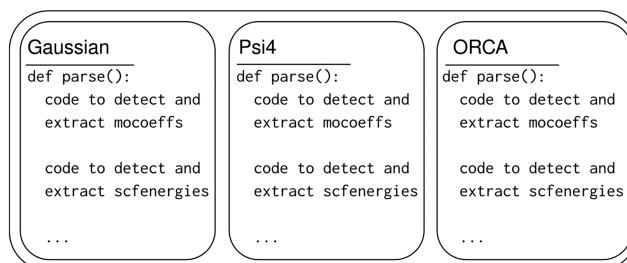 Gaussian
def parse():
code to detect and
extract mocoeffs
code to detect and
extract scfenergies
...
Psi4
def parse():
code to detect and
extract mocoeffs
code to detect and
extract scfenergies
...
ORCA
def parse():
code to detect and
extract mocoeffs
code to detect and
extract scfenergies
...